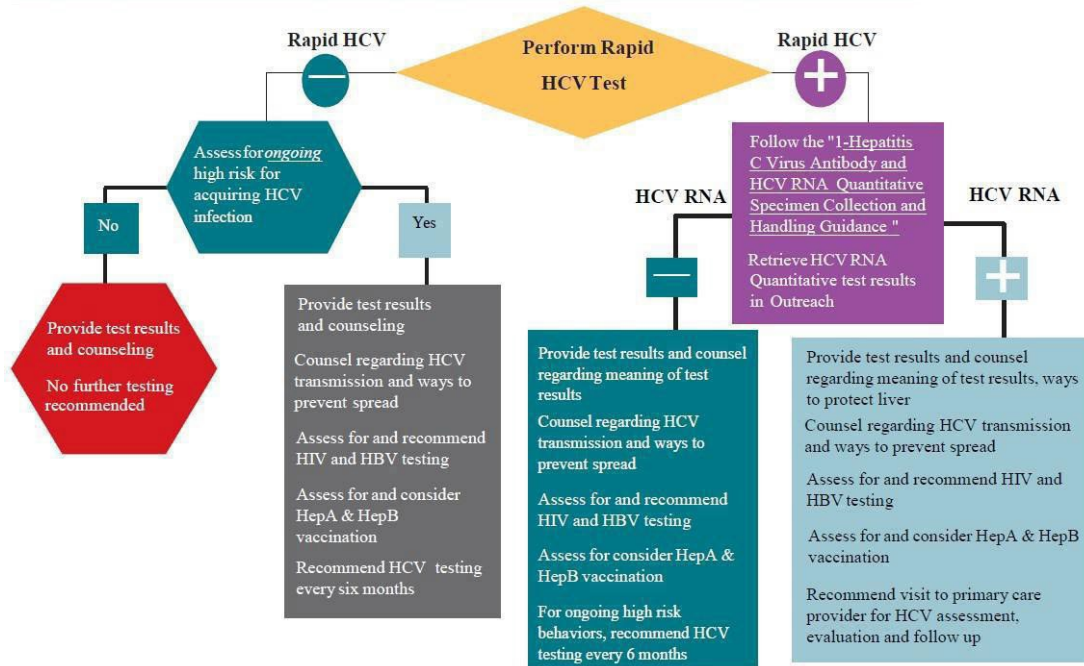 Perform Rapid
HCV Test
Rapid HCV
Assess for ongoing
high risk for
acquiring HCV
infection
No
Provide test results
and counseling
No further testing
recommended
Yes
Provide test results
and counseling
Counsel regarding HCV
transmission and ways to
prevent spread
Assess for and recommend
HIV and HBV testing
Assess for and consider
HepA & HepB
vaccination
Recommend HCV testing
every six months
Rapid HCV
Follow the "1-Hepatitis
C Virus Antibody and
HCV RNA Quantitative
Specimen Collection and
Handling Guidance "
Retrieve HCV RNA
Quantitative test results
in Outreach
HCV RNA
Provide test results and counsel
regarding meaning of test
results
Counsel regarding HCV
transmission and ways to
prevent spread
Assess for and recommend
HIV and HBV testing
Assess for consider HepA &
HepB vaccination
For ongoing high risk
behaviors, recommend HCV
testing every 6 months
HCV RNA
Provide test results and counsel
regarding meaning of test results, ways
to protect liver
Counsel regarding HCV transmission
and ways to prevent spread
Assess for and recommend HIV and
HBV testing
Assess for and consider HepA & HepB
vaccination
Recommend visit to primary care
provider for HCV assessment,
evaluation and follow up